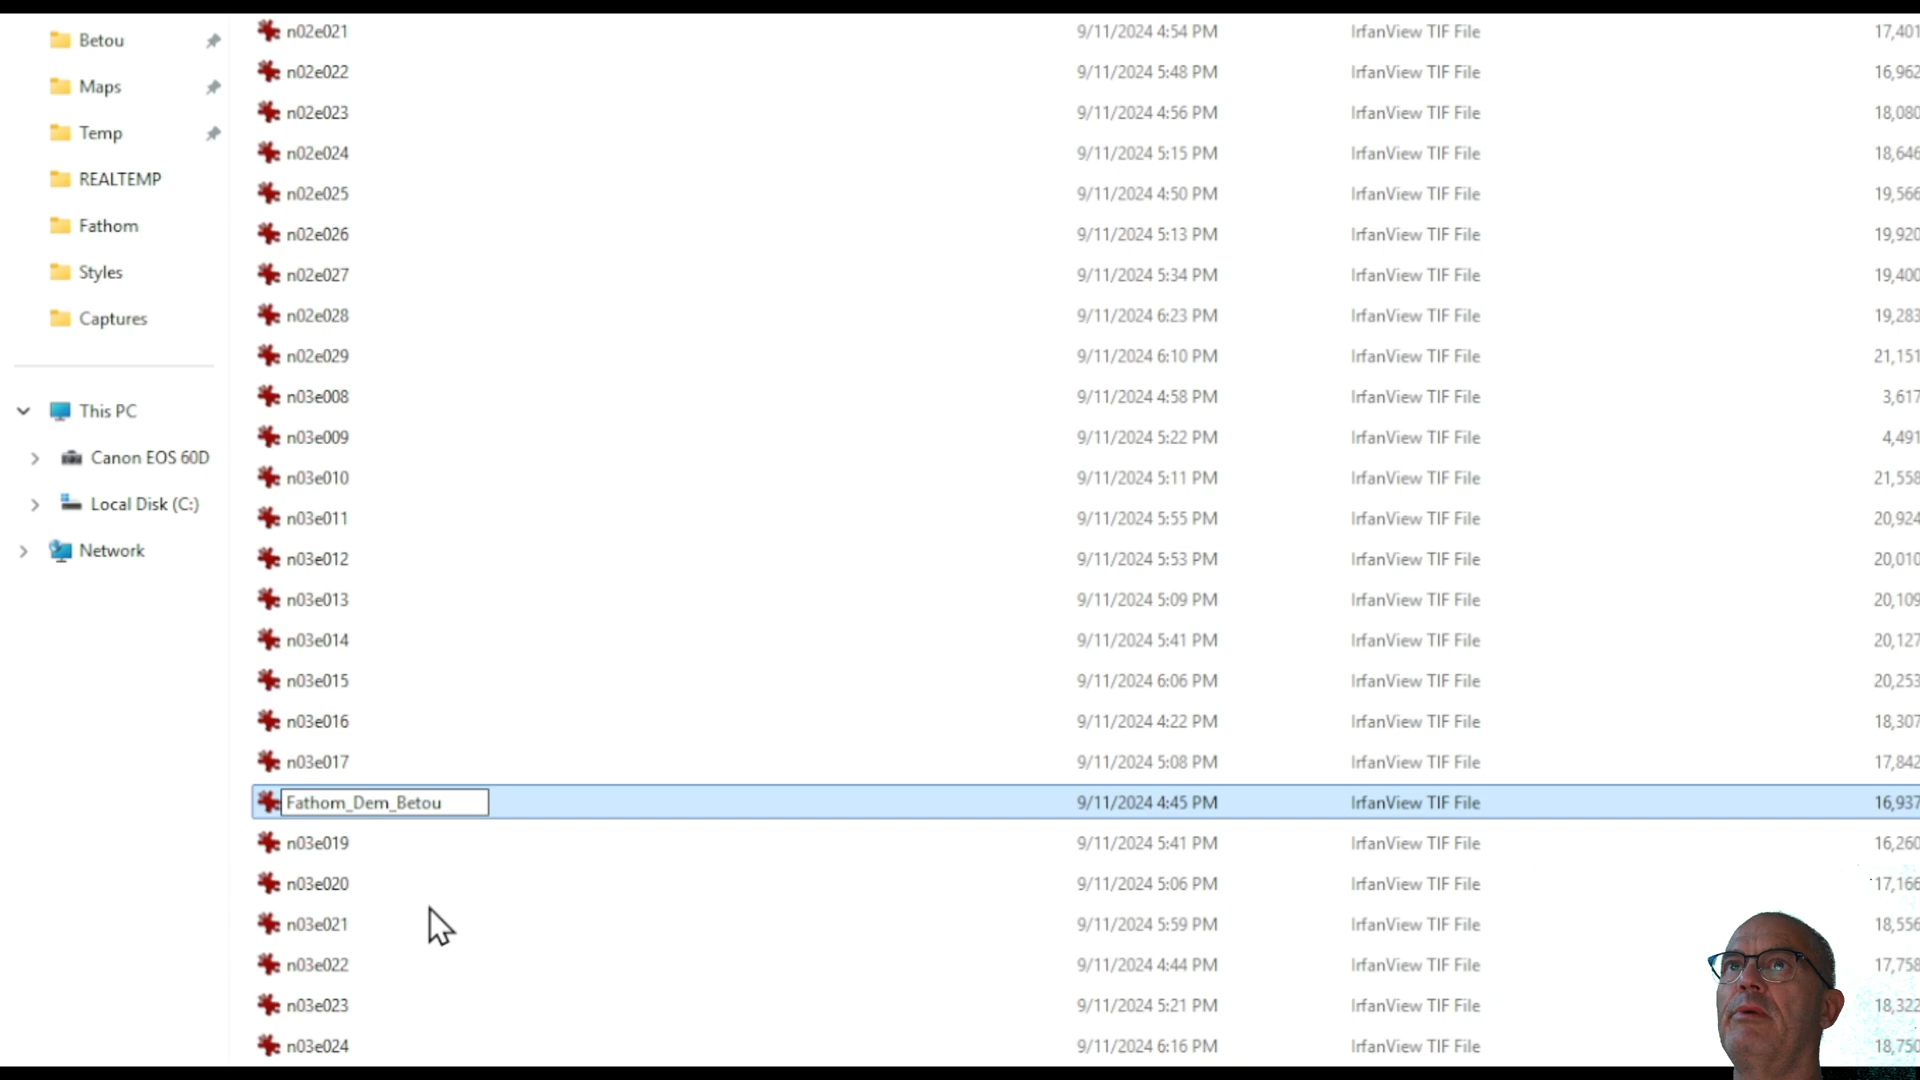 Betou
Maps
Temp
REALTEMP
Fathom
Styles
Captures
This PC
Canon EOS 60D
Local Disk (C:)
Network
n02e021 9/11/2024 4:54 PM IrfanView TIF File 17,401
n02e022 9/11/2024 5:48 PM IrfanView TIF File 16,962
n02e023 9/11/2024 4:56 PM IrfanView TIF File 18,080
n02e024 9/11/2024 5:15 PM IrfanView TIF File 18,646
n02e025 9/11/2024 4:50 PM IrfanView TIF File 19,566
n02e026 9/11/2024 5:13 PM IrfanView TIF File 19,920
n02e027 9/11/2024 5:34 PM IrfanView TIF File 19,400
n02e028 9/11/2024 6:23 PM IrfanView TIF File 19,283
n02e029 9/11/2024 6:10 PM IrfanView TIF File 21,151
n03e008 9/11/2024 4:58 PM IrfanView TIF File 3,617
n03e009 9/11/2024 5:22 PM IrfanView TIF File 4,491
n03e010 9/11/2024 5:11 PM IrfanView TIF File 21,558
n03e011 9/11/2024 5:55 PM IrfanView TIF File 20,924
n03e012 9/11/2024 5:53 PM IrfanView TIF File 20,010
n03e013 9/11/2024 5:09 PM IrfanView TIF File 20,109
n03e014 9/11/2024 5:41 PM IrfanView TIF File 20,127
n03e015 9/11/2024 6:06 PM IrfanView TIF File 20,253
n03e016 9/11/2024 4:22 PM IrfanView TIF File 18,307
n03e017 9/11/2024 5:08 PM IrfanView TIF File 17,842
Fathom_Dem_Betou 9/11/2024 4:45 PM IrfanView TIF File 16,937
n03e019 9/11/2024 5:41 PM IrfanView TIF File 16,260
n03e020 9/11/2024 5:06 PM IrfanView TIF File 17,166
n03e021 9/11/2024 5:59 PM IrfanView TIF File 18,556
n03e022 9/11/2024 4:44 PM IrfanView TIF File 17,758
n03e023 9/11/2024 5:21 PM IrfanView TIF File 18,322
n03e024 9/11/2024 6:16 PM IrfanView TIF File 18,750